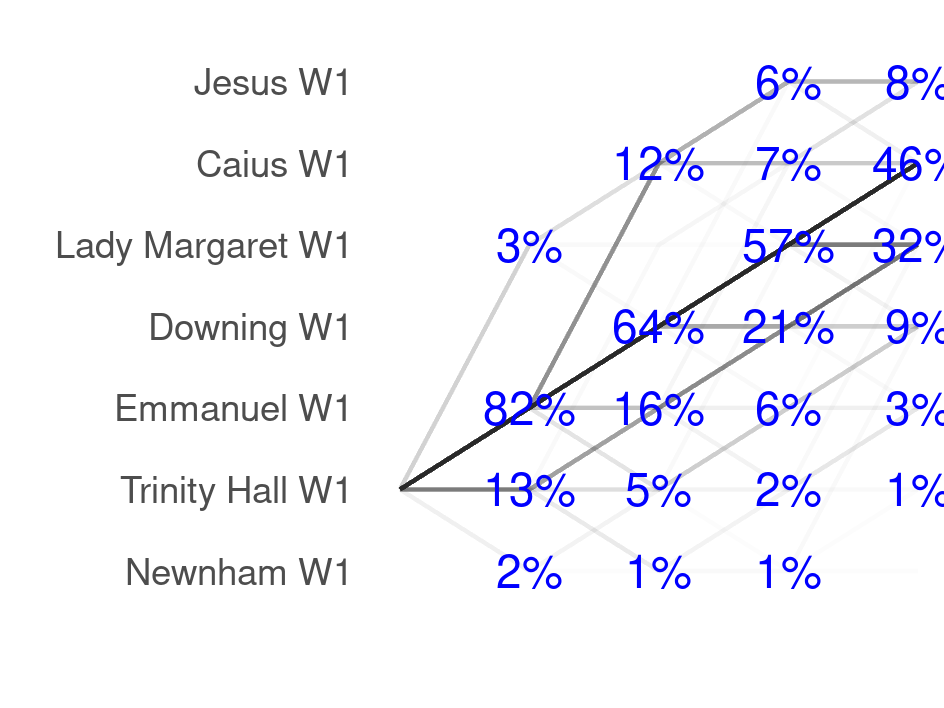 Jesus W1 6% 8%
Caius W1 12% 7% 46%
Lady Margaret W1 3% 57% 32%
Downing W1 64% 21% 9%
Emmanuel W1 82% 16% 6% 3%
Trinity Hall W1 13% 5% 2% 1%
Newnham W1 2% 1% 1%